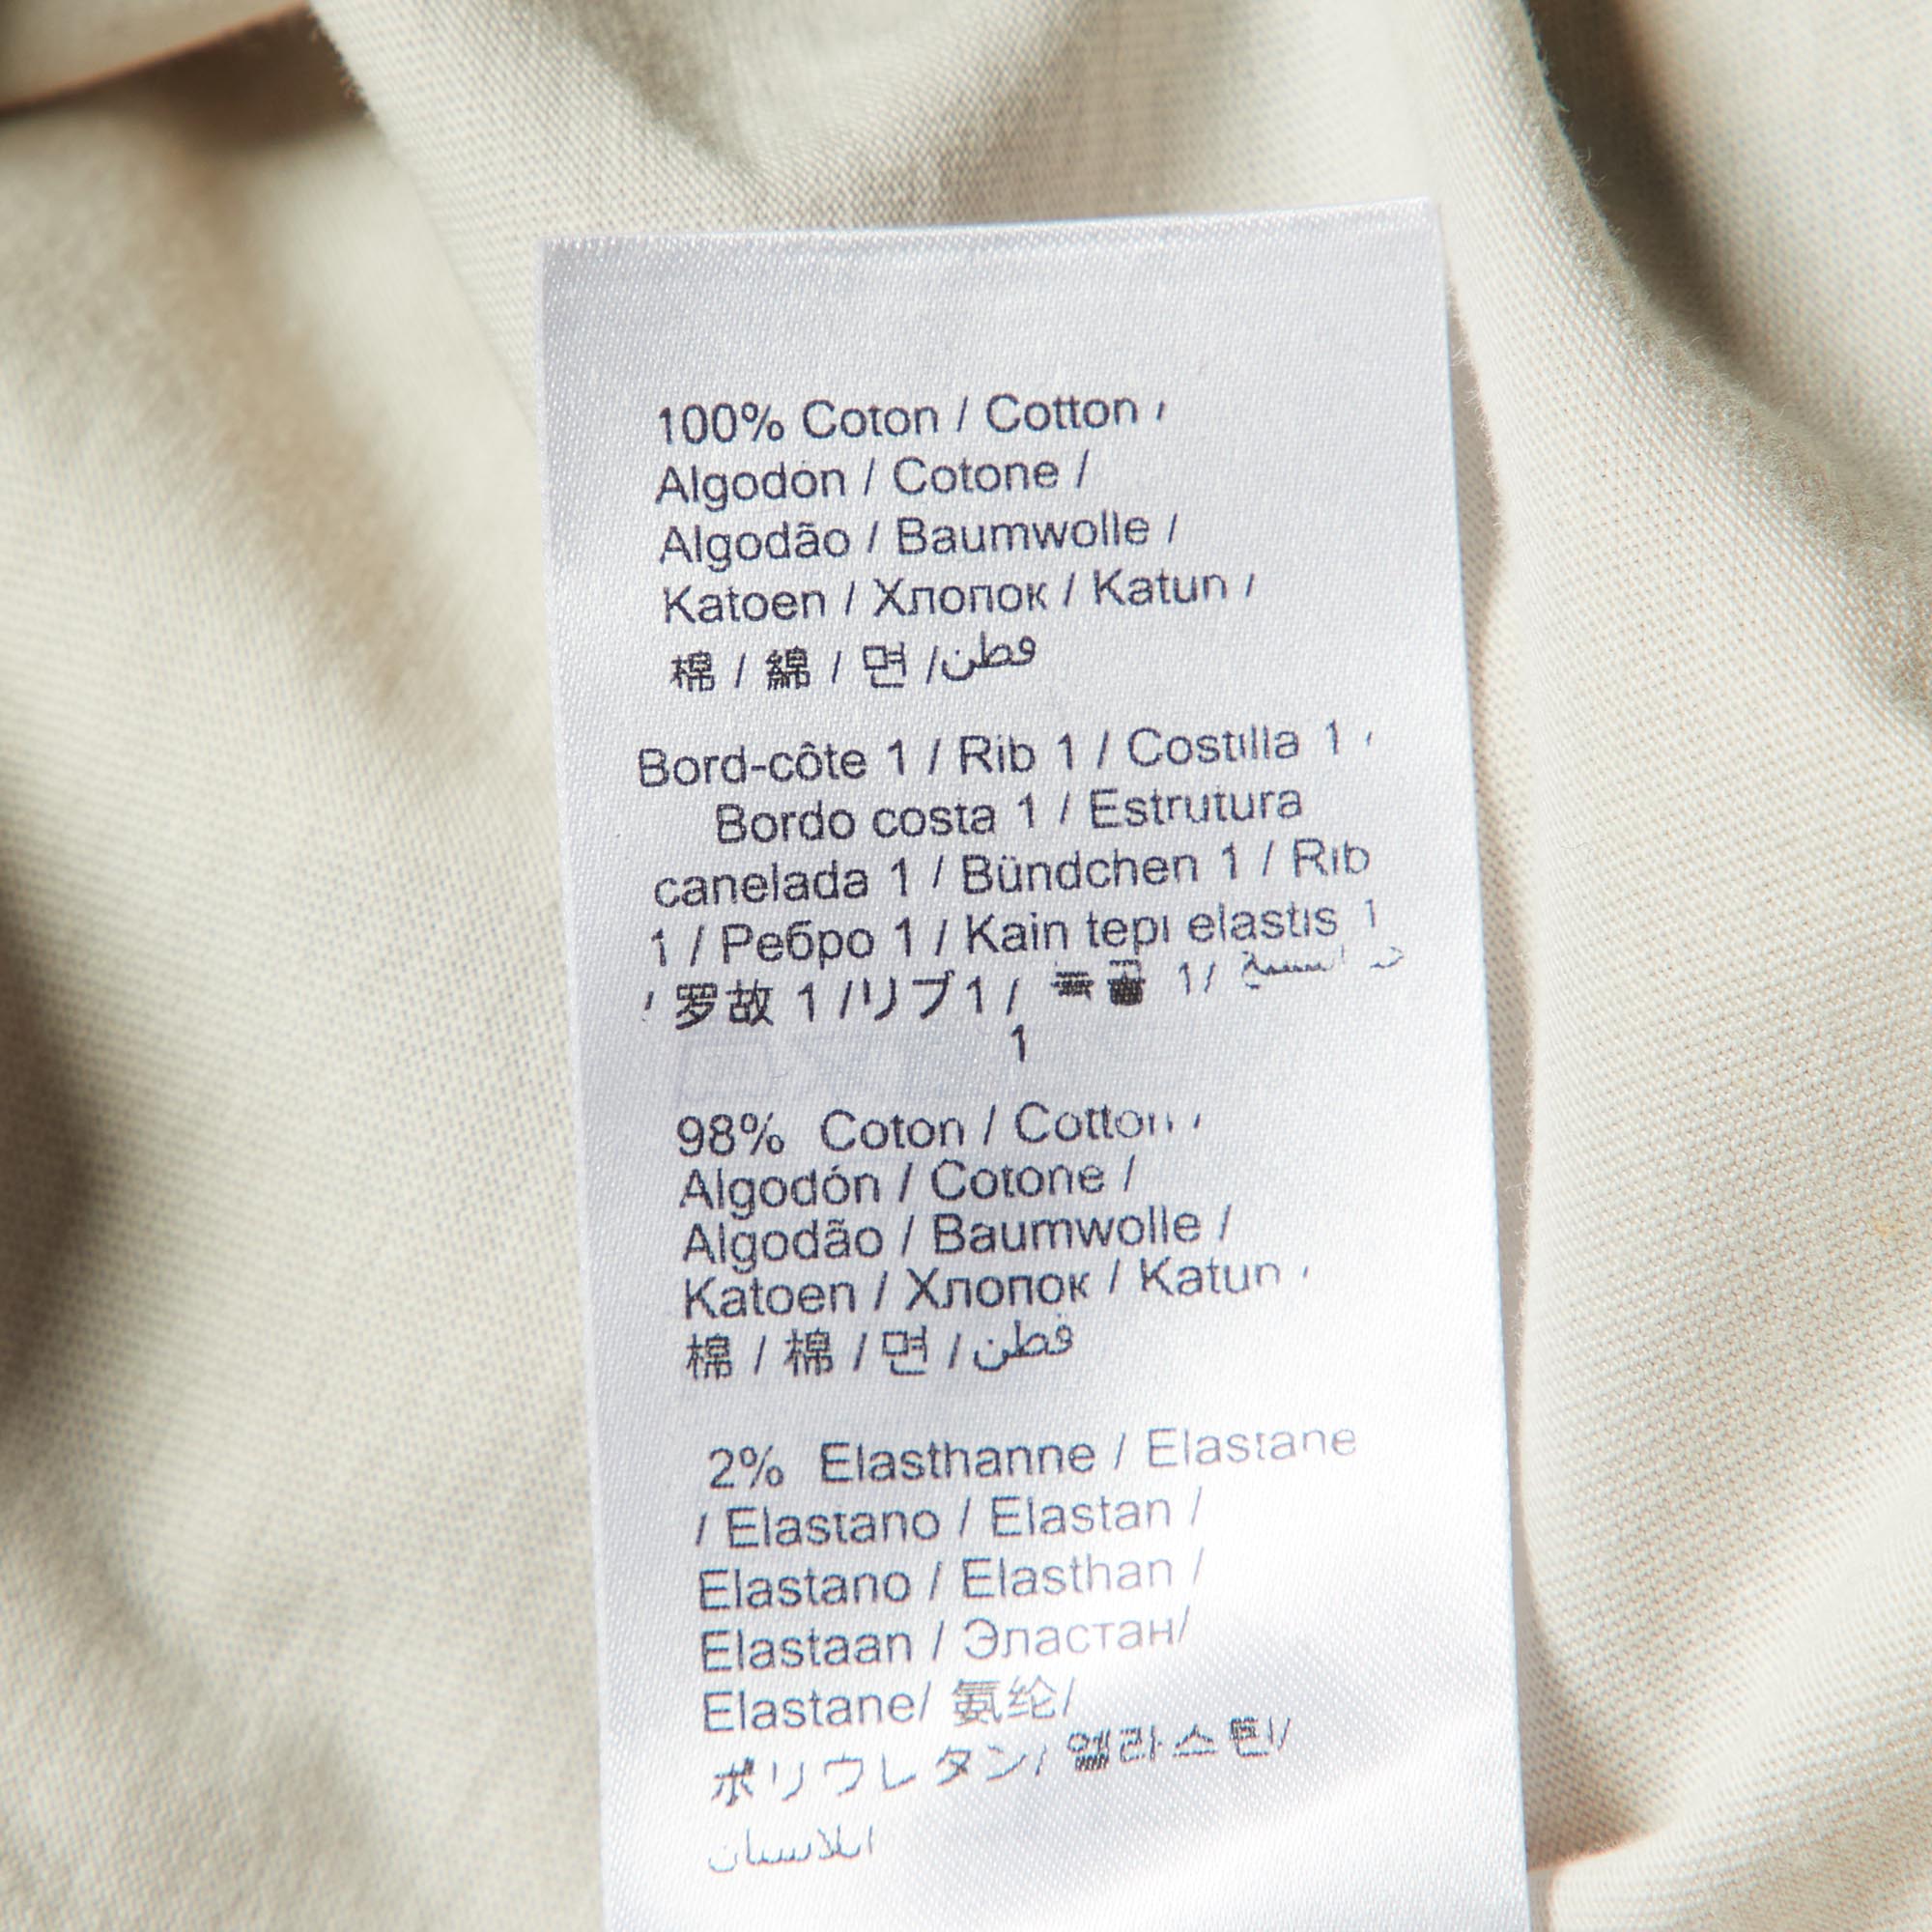 100% Coton / Cotton /
Algodón / Cotone /
Algodão / Baumwolle /
Katoen / Хлопок / Katun /
棉 / 綿 / 면 /قطن
Bord-côte 1 / Rib 1 / Costilla 1 /
Bordo costa 1 / Estrutura
canelada 1 / Bündchen 1 / Rib
1 / Ребро 1 / Kain tepi elastis 1
/ 罗故 1 /リブ1 / 1/
1
98% Coton / Cotton /
Algodón / Cotone /
Algodão / Baumwolle /
Katoen / Хлопок / Katun /
棉 / 棉 / 면 /قطن
2% Elasthanne / Elastane
/ Elastano / Elastan /
Elastano / Elasthan /
Elastaan / Эластан/
Elastane/ 氨纶/
ポリウレタン/ 엘라스틴/